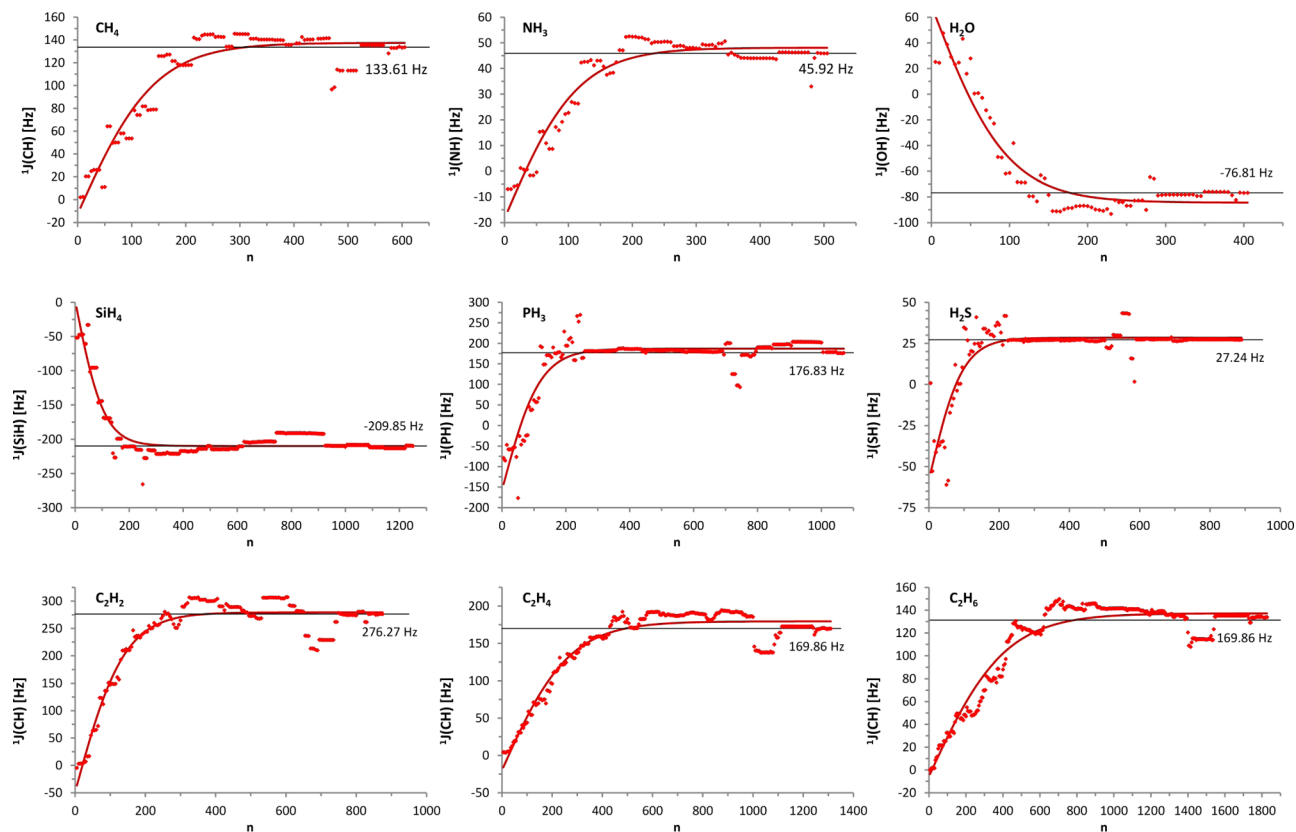 CH4
160
140
120
100
80
60
40
20
0
-20
133.61 Hz
¹J(CH) [Hz]
0 100 200 300 400 500 600
n
NH3
60
50
40
30
20
10
0
-10
-20
45.92 Hz
¹J(NH) [Hz]
0 100 200 300 400 500
n
H2O
60
40
20
0
-20
-40
-60
-80
-100
-76.81 Hz
¹J(OH) [Hz]
0 100 200 300 400
n
SiH4
0
-50
-100
-150
-200
-250
-300
-209.85 Hz
¹J(SiH) [Hz]
0 200 400 600 800 1000 1200
n
PH3
300
250
200
150
100
50
0
-50
-100
-150
-200
176.83 Hz
¹J(PH) [Hz]
0 200 400 600 800 1000
n
H2S
50
25
0
-25
-50
-75
27.24 Hz
¹J(SH) [Hz]
0 200 400 600 800 1000
n
C2H2
350
300
250
200
150
100
50
0
-50
276.27 Hz
¹J(CH) [Hz]
0 200 400 600 800 1000
n
C2H4
200
150
100
50
0
-50
169.86 Hz
¹J(CH) [Hz]
0 200 400 600 800 1000 1200 1400
n
C2H6
160
140
120
100
80
60
40
20
0
-20
169.86 Hz
¹J(CH) [Hz]
0 200 400 600 800 1000 1200 1400 1600 1800
n